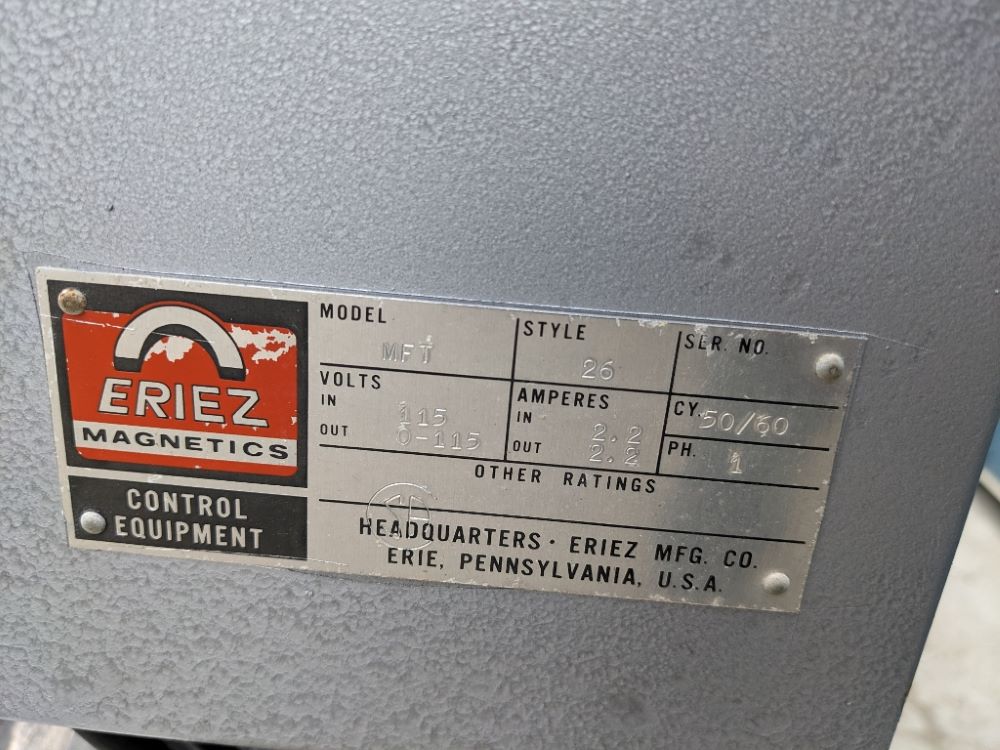 ERIEZ
MAGNETICS
CONTROL
EQUIPMENT
MODEL
MFT
STYLE
26
SER. NO.
VOLTS
IN 115
OUT 0-115
AMPERES
IN 2.2
OUT 2.2
CY. 50/60
PH. 1
OTHER RATINGS
HEADQUARTERS · ERIEZ MFG. CO.
ERIE, PENNSYLVANIA, U.S.A.